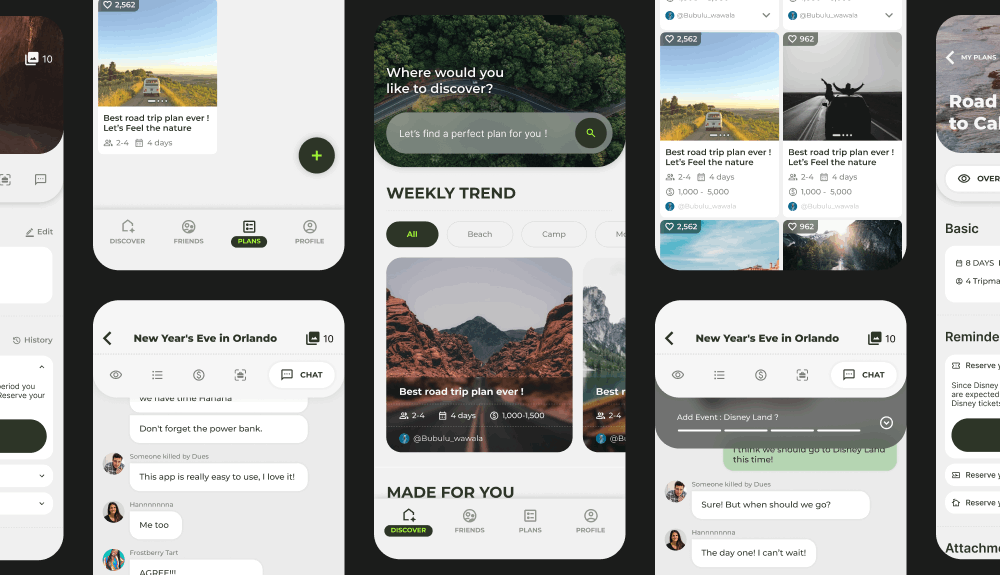 10
Edit
History
period you
Reserve your
2,562
Best road trip plan ever !
Let's Feel the nature
2-4
4 days
+
DISCOVER
FRIENDS
PLANS
PROFILE
New Year's Eve in Orlando
10
CHAT
we have time Hahaha
Don't forget the power bank.
Someone killed by Dues
This app is really easy to use, I love it!
Hannnnnnna
Me too
Frostberry Tart
AGREE!!!
Where would you
like to discover?
Let's find a perfect plan for you !
WEEKLY TREND
All
Beach
Camp
Mo
Best road trip plan ever !
2-4
4 days
1,000-1,500
@Bubulu_wawala
Best r
2-4
@Bu
MADE FOR YOU
DISCOVER
FRIENDS
PLANS
PROFILE
@Bubulu_wawala
2,562
962
Best road trip plan ever !
Let's Feel the nature
2-4
4 days
1,000 - 5,000
@Bubulu_wawala
Best road trip plan ever !
Let's Feel the nature
2-4
4 days
1,000 - 5,000
@Bubulu_wawala
2,562
962
New Year's Eve in Orlando
10
CHAT
Add Event : Disney Land ?
I think we should go to Disney Land
this time!
Someone killed by Dues
Sure! But when should we go?
Hannnnnnna
The day one! I can't wait!
MY PLANS
Road
to Cal
OVER
Basic
8 DAYS
4 Tripma
Reminde
Reserve y
Since Disney
are expected
Disney tickets
Reserve y
Reserve y
Attachm